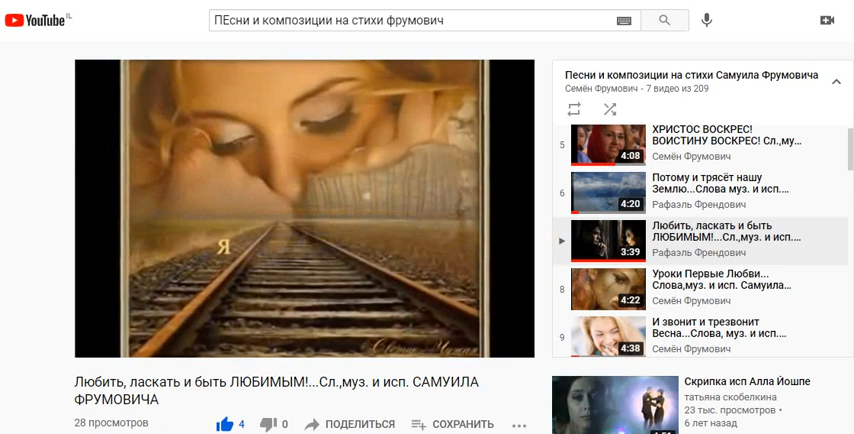 YouTube IL
ПЕсни и композиции на стихи фрумович
Я
Любить, ласкать и быть ЛЮБИМЫМ!...Сл.,муз. и исп. САМУИЛА
ФРУМОВИЧА
28 просмотров
4
0
ПОДЕЛИТЬСЯ
СОХРАНИТЬ
Песни и композиции на стихи Самуила Фрумовича
Семён Фрумович - 7 видео из 209
5
4:08
ХРИСТОС ВОСКРЕС!
ВОИСТИНУ ВОСКРЕС! Сл.,му...
Семён Фрумович
6
4:20
Потому и трясёт нашу
Землю...Слова муз. и исп....
Рафаэль Френдович
3:39
Любить, ласкать и быть
ЛЮБИМЫМ!...Сл.,муз. и исп....
Рафаэль Френдович
8
4:22
Уроки Первые Любви...
Слова,муз. и исп. Самуила...
Семён Фрумович
9
4:38
И звонит и трезвонит
Весна...Слова, муз. и исп....
Семён Фрумович
Скрипка исп Алла Йошпе
татьяна скобелкина
23 тыс. просмотров •
6 лет назад